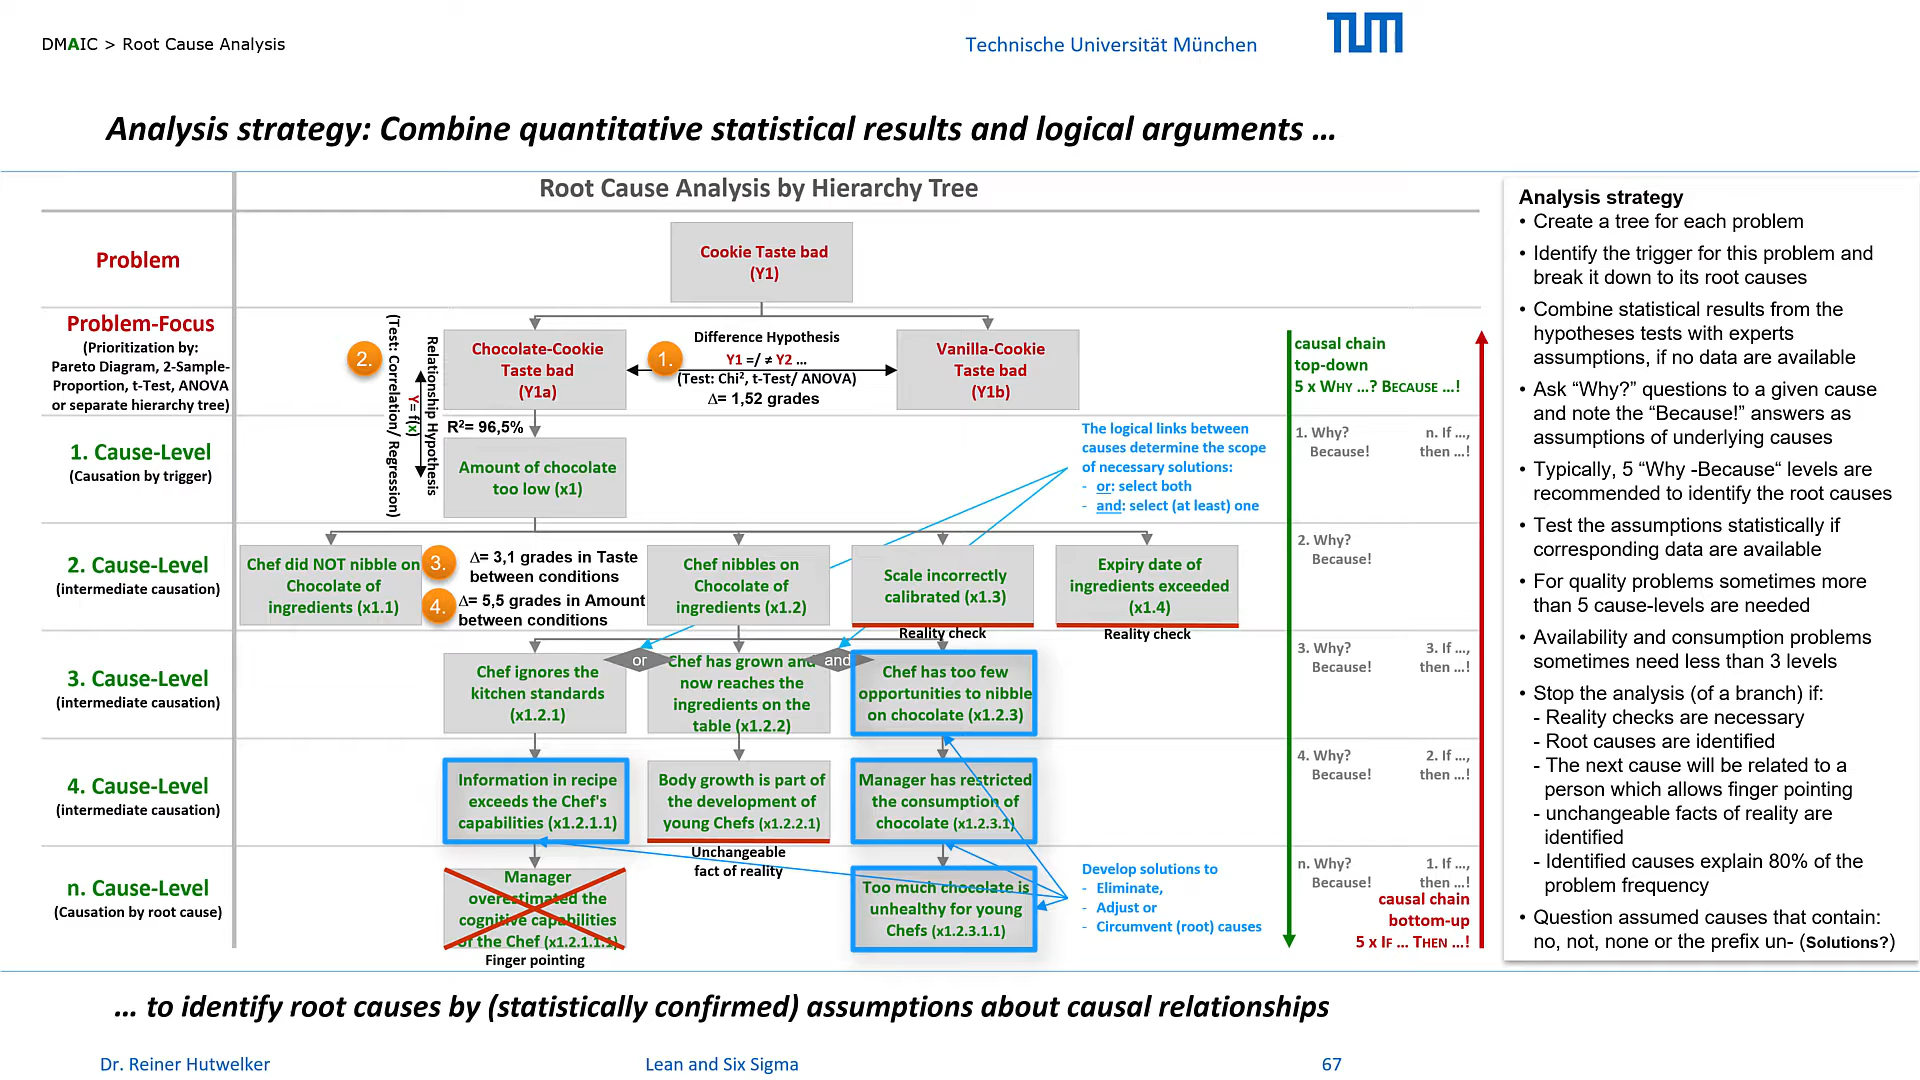 DMAIC > Root Cause Analysis
Technische Universität München
TUM
Analysis strategy: Combine quantitative statistical results and logical arguments ...
Root Cause Analysis by Hierarchy Tree
Problem
Cookie Taste bad
(Y1)
Problem-Focus
(Prioritization by:
Pareto Diagram, 2-Sample-
Proportion, t-Test, ANOVA
or separate hierarchy tree)
(Test: Correlation/ Regression)
2.
Y= f(x)
Relationship Hypothesis
Chocolate-Cookie
Taste bad
(Y1a)
1.
Difference Hypothesis
Y1 =/ ≠ Y2 ...
(Test: Chi², t-Test/ ANOVA)
Δ= 1,52 grades
Vanilla-Cookie
Taste bad
(Y1b)
causal chain
top-down
5 x WHY ...? BECAUSE ...!
1. Cause-Level
(Causation by trigger)
R²= 96,5%
Amount of chocolate
too low (x1)
The logical links between
causes determine the scope
of necessary solutions:
- or: select both
- and: select (at least) one
1. Why?
Because!
n. If ...,
then ...!
2. Cause-Level
(intermediate causation)
Chef did NOT nibble on
Chocolate of
ingredients (x1.1)
3.
Δ= 3,1 grades in Taste
between conditions
4.
Δ= 5,5 grades in Amount
between conditions
Chef nibbles on
Chocolate of
ingredients (x1.2)
Scale incorrectly
calibrated (x1.3)
Reality check
Expiry date of
ingredients exceeded
(x1.4)
Reality check
2. Why?
Because!
3. Cause-Level
(intermediate causation)
Chef ignores the
kitchen standards
(x1.2.1)
or
Chef has grown and
now reaches the
ingredients on the
table (x1.2.2)
and
Chef has too few
opportunities to nibble
on chocolate (x1.2.3)
3. Why?
Because!
3. If ...,
then ...!
4. Cause-Level
(intermediate causation)
Information in recipe
exceeds the Chef's
capabilities (x1.2.1.1)
Body growth is part of
the development of
young Chefs (x1.2.2.1)
Unchangeable
fact of reality
Manager has restricted
the consumption of
chocolate (x1.2.3.1)
4. Why?
Because!
2. If ...,
then ...!
n. Cause-Level
(Causation by root cause)
Manager
overestimated the
cognitive capabilities
of the Chef (x1.2.1.1.1)
Finger pointing
Too much chocolate is
unhealthy for young
Chefs (x1.2.3.1.1)
Develop solutions to
- Eliminate,
- Adjust or
- Circumvent (root) causes
n. Why?
Because!
1. If ...,
then ...!
causal chain
bottom-up
5 x IF ... THEN ...!
Analysis strategy
• Create a tree for each problem
• Identify the trigger for this problem and
break it down to its root causes
• Combine statistical results from the
hypotheses tests with experts
assumptions, if no data are available
• Ask “Why?” questions to a given cause
and note the “Because!” answers as
assumptions of underlying causes
• Typically, 5 “Why -Because“ levels are
recommended to identify the root causes
• Test the assumptions statistically if
corresponding data are available
• For quality problems sometimes more
than 5 cause-levels are needed
• Availability and consumption problems
sometimes need less than 3 levels
• Stop the analysis (of a branch) if:
- Reality checks are necessary
- Root causes are identified
- The next cause will be related to a
person which allows finger pointing
- unchangeable facts of reality are
identified
- Identified causes explain 80% of the
problem frequency
• Question assumed causes that contain:
no, not, none or the prefix un- (Solutions?)
... to identify root causes by (statistically confirmed) assumptions about causal relationships
Dr. Reiner Hutwelker
Lean and Six Sigma
67